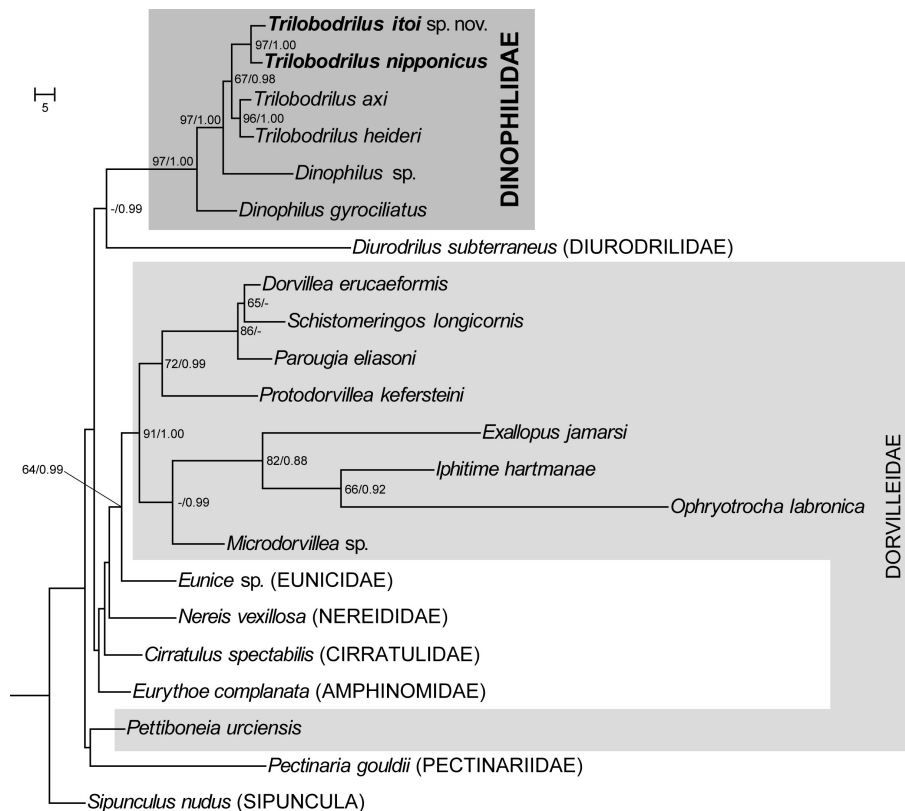 Trilobodrilus itoi sp. nov.
97/1.00
Trilobodrilus nipponicus
67/0.98
Trilobodrilus axi
5
97/1.00
96/1.00
Trilobodrilus heideri
97/1.00
Dinophilus sp.
DINOPHILIDAE
-/0.99
Dinophilus gyrociliatus
Diurodrilus subterraneus (DIURODRILIDAE)
Dorvillea erucaeformis
65/-
Schistomeringos longicornis
86/-
Parougia eliasoni
72/0.99
Protodorvillea kefersteini
91/1.00
Exallopus jamarsi
82/0.88
64/0.99
Iphitime hartmanae
66/0.92
-/0.99
Ophryotrocha labronica
DORVILLEIDAE
Microdorvillea sp.
Eunice sp. (EUNICIDAE)
Nereis vexillosa (NEREIDIDAE)
Cirratulus spectabilis (CIRRATULIDAE)
Eurythoe complanata (AMPHINOMIDAE)
Pettiboneia urciensis
Pectinaria gouldii (PECTINARIIDAE)
Sipunculus nudus (SIPUNCULA)